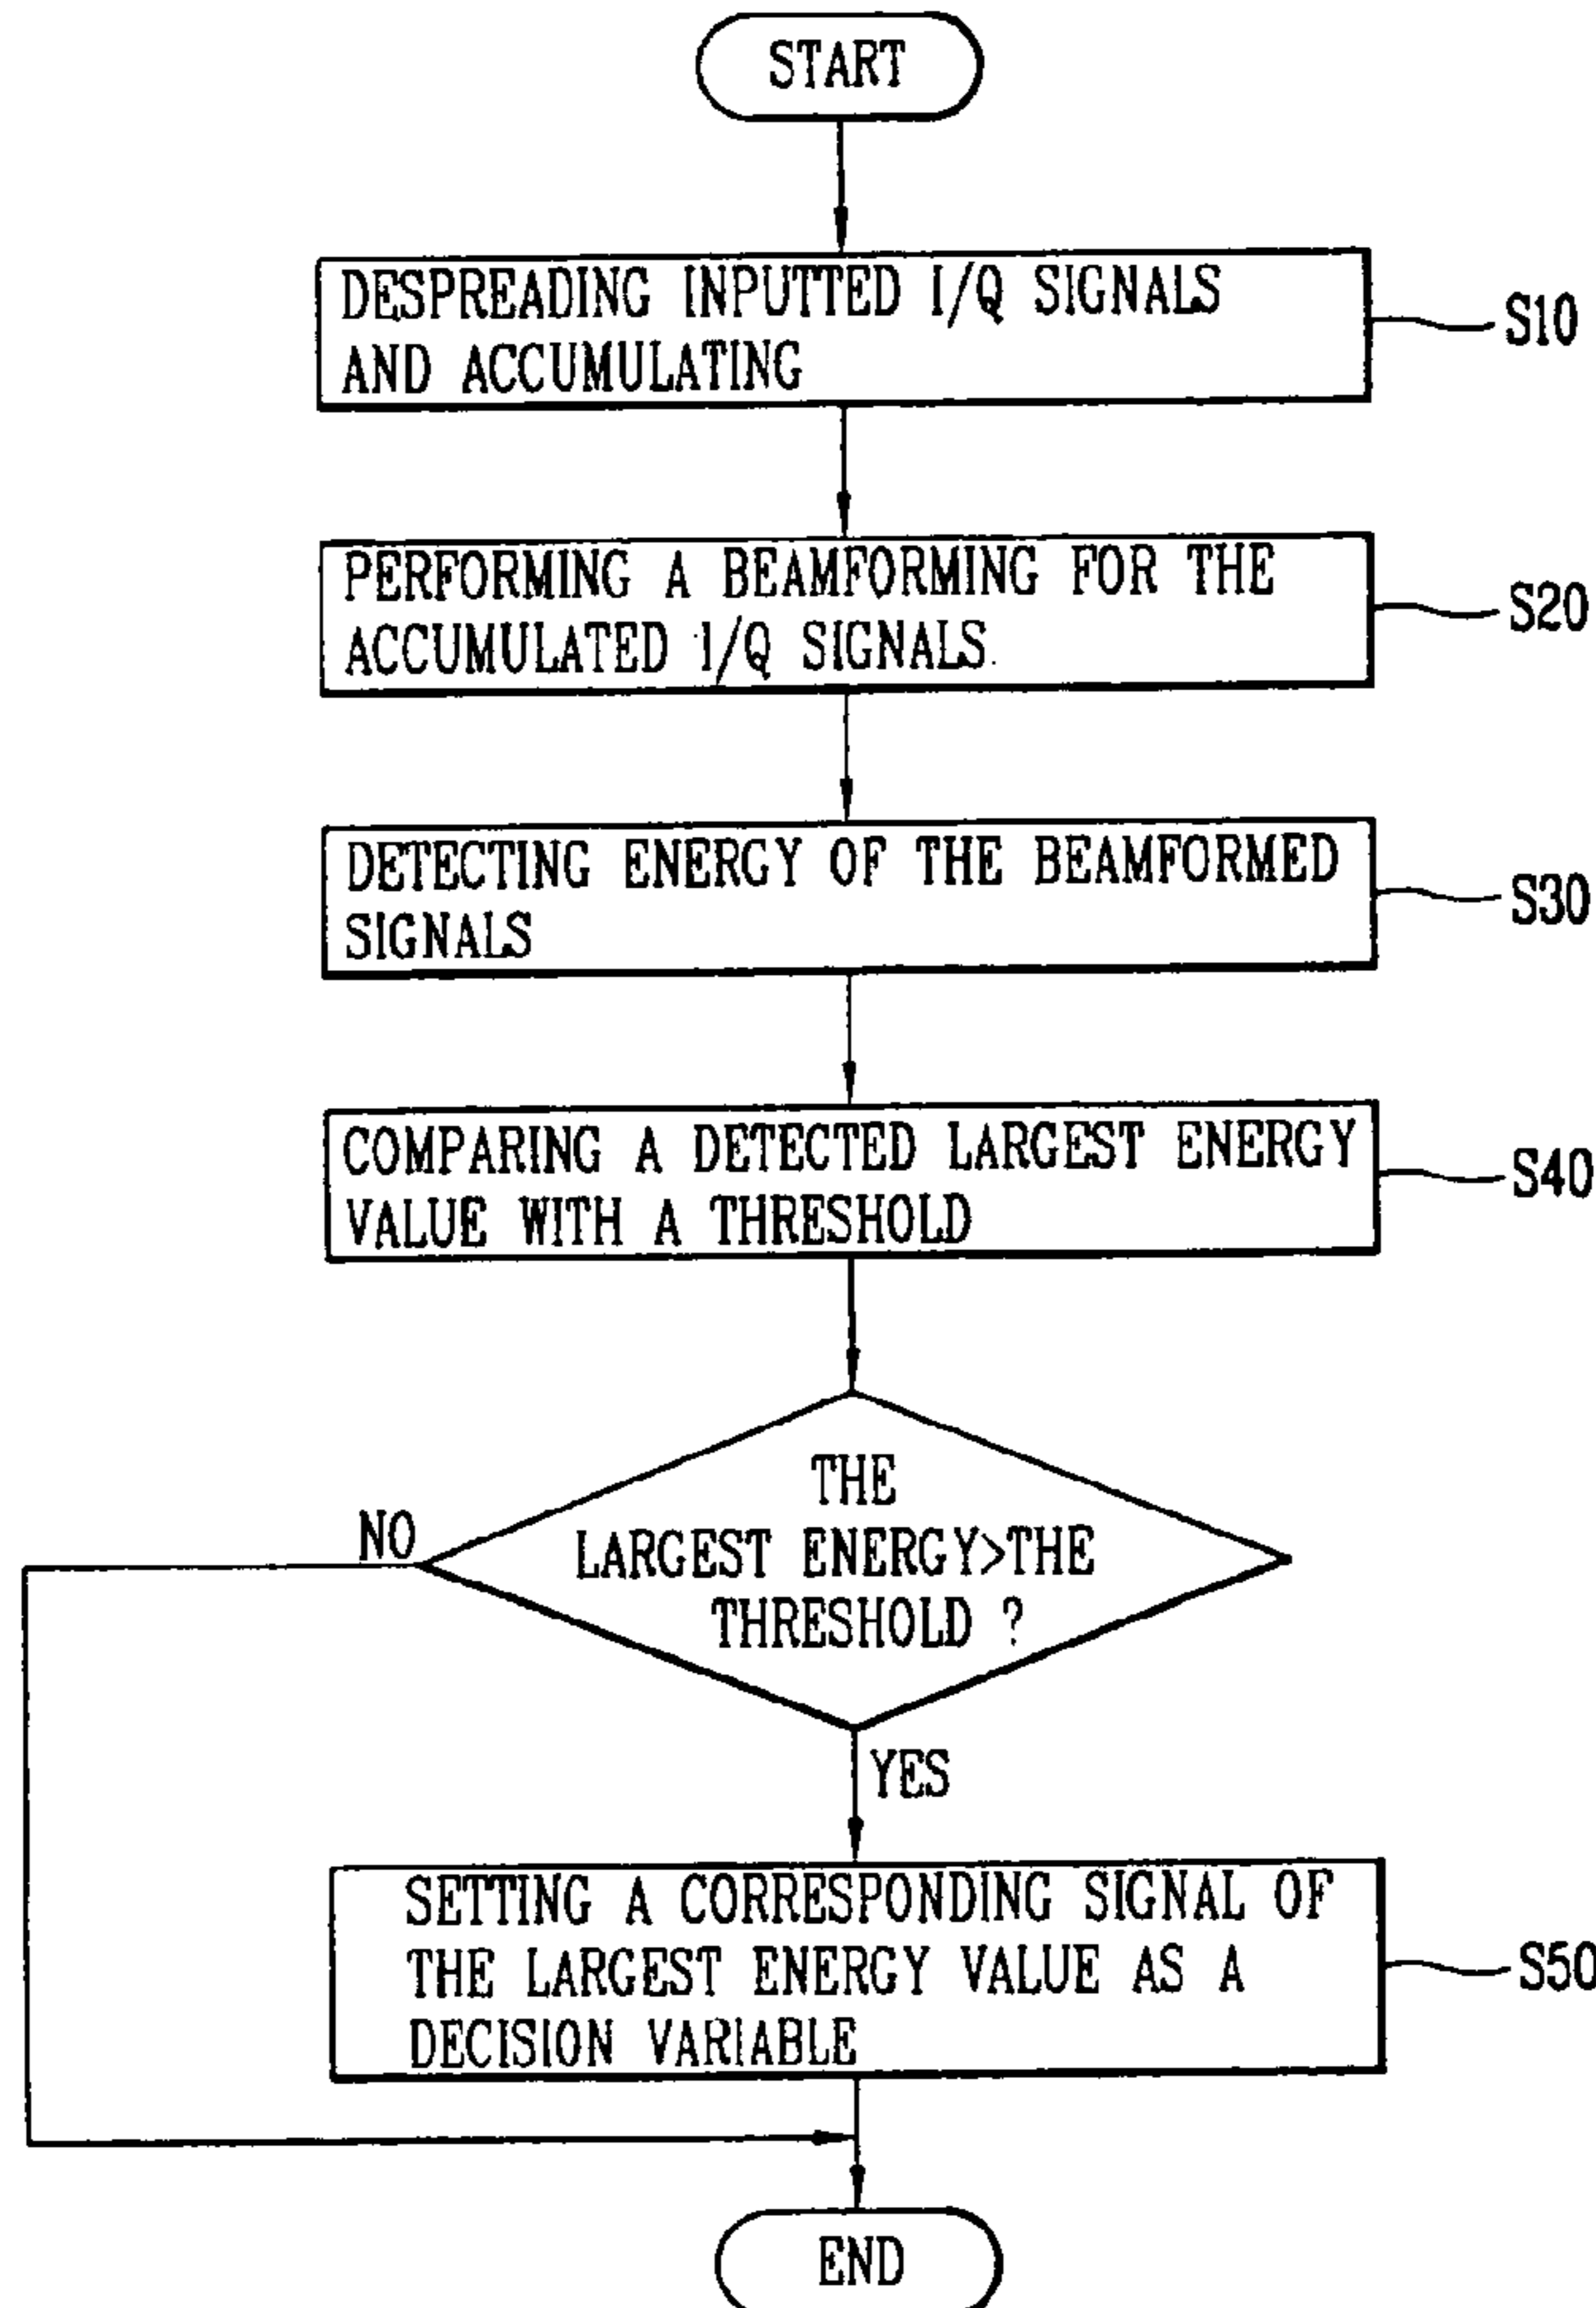 START
DESPREADING INPUTTED I/Q SIGNALS
AND ACCUMULATING
S10
PERFORMING A BEAMFORMING FOR THE
ACCUMULATED I/Q SIGNALS
S20
DETECTING ENERGY OF THE BEAMFORMED
SIGNALS
S30
COMPARING A DETECTED LARGEST ENERGY
VALUE WITH A THRESHOLD
S40
THE
LARGEST ENERGY>THE
THRESHOLD ?
NO
YES
SETTING A CORRESPONDING SIGNAL OF
THE LARGEST ENERGY VALUE AS A
DECISION VARIABLE
S50
END